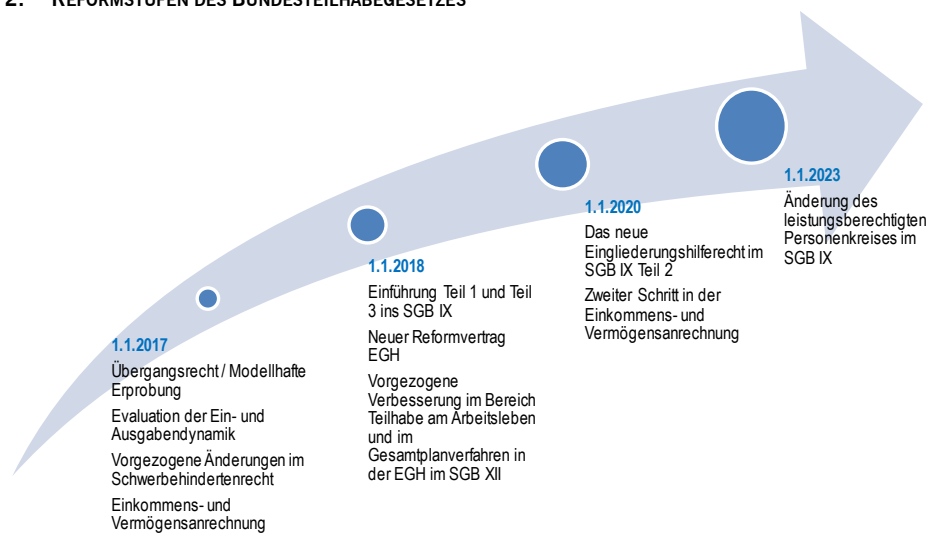 2. REFORMSTUFEN DES BUNDESTEILHABEGESETZES
1.1.2017
Übergangsrecht / Modellhafte
Erprobung
Evaluation der Ein- und
Ausgabendynamik
Vorgezogene Änderungen im
Schwerbehindertenrecht
Einkommens- und
Vermögensanrechnung
1.1.2018
Einführung Teil 1 und Teil
3 ins SGB IX
Neuer Reformvertrag
EGH
Vorgezogene
Verbesserung im Bereich
Teilhabe am Arbeitsleben
und im
Gesamtplanverfahren in
der EGH im SGB XII
1.1.2020
Das neue
Eingliederungshilferecht im
SGB IX Teil 2
Zweiter Schritt in der
Einkommens- und
Vermögensanrechnung
1.1.2023
Änderung des
leistungsberechtigten
Personenkreises im
SGB IX